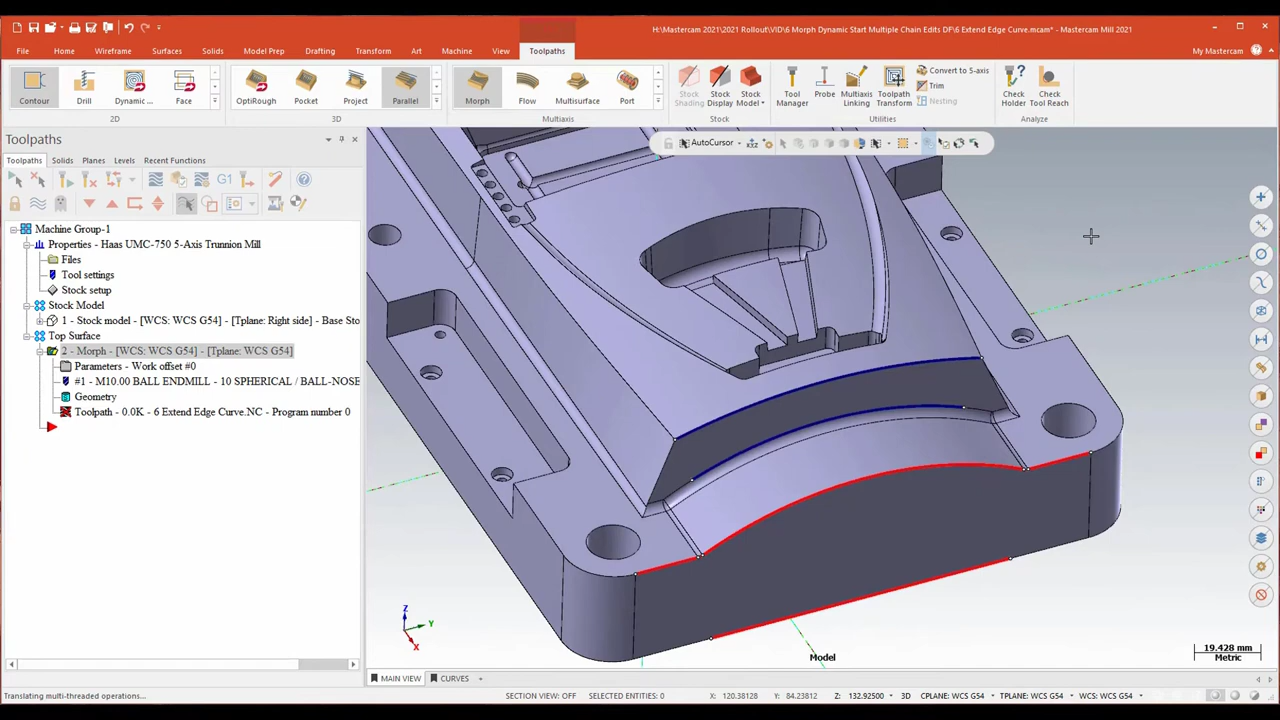 H:\Mastercam 2021\2021 Rollout\VID\6 Morph Dynamic Start Multiple Chain Edits DF\6 Extend Edge Curve.mcam* - Mastercam Mill 2021
File Home Wireframe Surfaces Solids Model Prep Drafting Transform Art Machine View Toolpaths My Mastercam
Contour Drill Dynamic ... Face OptiRough Pocket Project Parallel Morph Flow Multisurface Port Stock Shading Stock Display Stock Model Tool Manager Probe Multiaxis Linking Toolpath Transform Convert to 5-axis Trim Nesting Check Holder Check Tool Reach
2D 3D Multiaxis Stock Utilities Analyze
Toolpaths
AutoCursor
Toolpaths Solids Planes Levels Recent Functions
G1
Machine Group-1
Properties - Haas UMC-750 5-Axis Trunnion Mill
Files
Tool settings
Stock setup
Stock Model
1 - Stock model - [WCS: WCS G54] - [Tplane: Right side] - Base Sto
Top Surface
2 - Morph - [WCS: WCS G54] - [Tplane: WCS G54]
Parameters - Work offset #0
#1 - M10.00 BALL ENDMILL - 10 SPHERICAL / BALL-NOSE
Geometry
Toolpath - 0.0K - 6 Extend Edge Curve.NC - Program number 0
Z
Y
X
Model
19.428 mm
Metric
MAIN VIEW CURVES +
Translating multi-threaded operations... SECTION VIEW: OFF SELECTED ENTITIES: 0 X: 120.38128 Y: 84.23812 Z: 132.92500 3D CPLANE: WCS G54 TPLANE: WCS G54 WCS: WCS G54